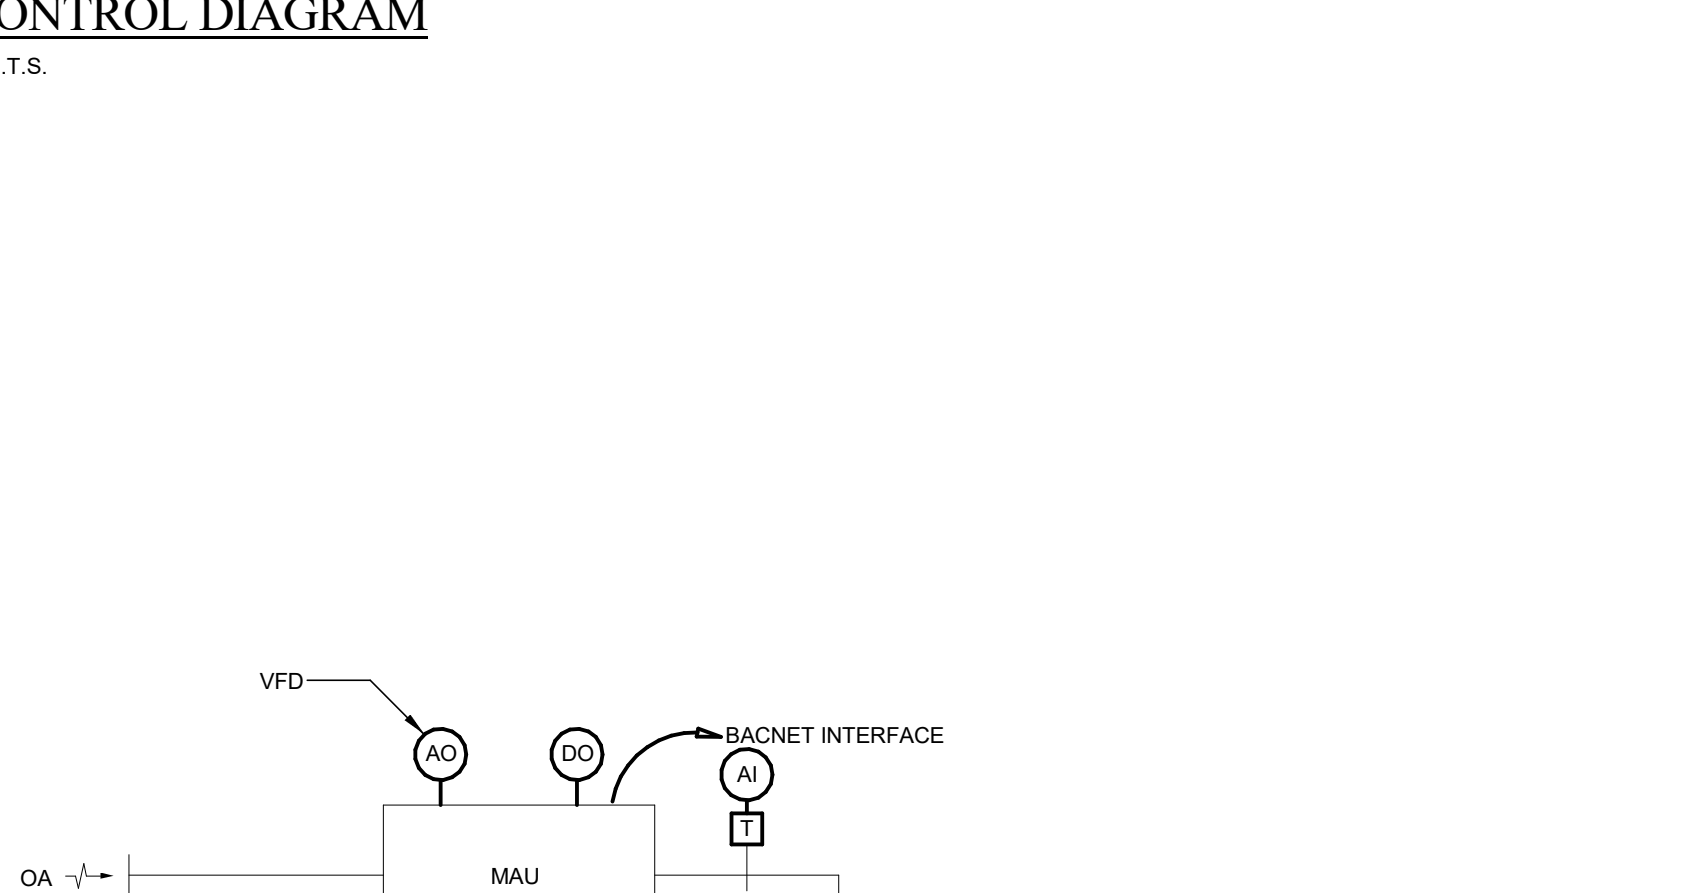 ONTROL DIAGRAM
.T.S.
VFD
BACNET INTERFACE
AO
DO
AI
T
OA
MAU